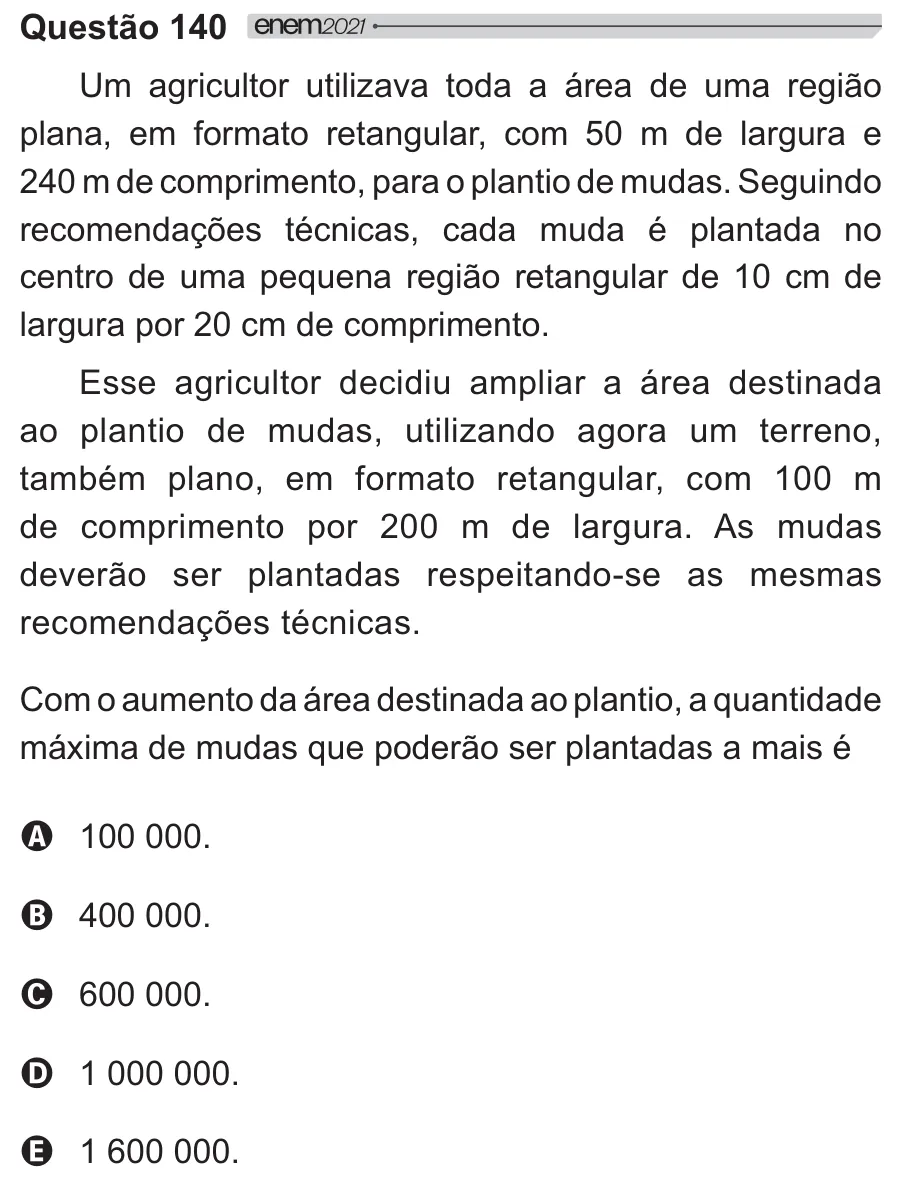 Questão 140 enem2021
Um agricultor utilizava toda a área de uma região
plana, em formato retangular, com 50 m de largura e
240 m de comprimento, para o plantio de mudas. Seguindo
recomendações técnicas, cada muda é plantada no
centro de uma pequena região retangular de 10 cm de
largura por 20 cm de comprimento.
Esse agricultor decidiu ampliar a área destinada
ao plantio de mudas, utilizando agora um terreno,
também plano, em formato retangular, com 100 m
de comprimento por 200 m de largura. As mudas
deverão ser plantadas respeitando-se as mesmas
recomendações técnicas.
Com o aumento da área destinada ao plantio, a quantidade
máxima de mudas que poderão ser plantadas a mais é
A 100 000.
B 400 000.
C 600 000.
D 1 000 000.
E 1 600 000.